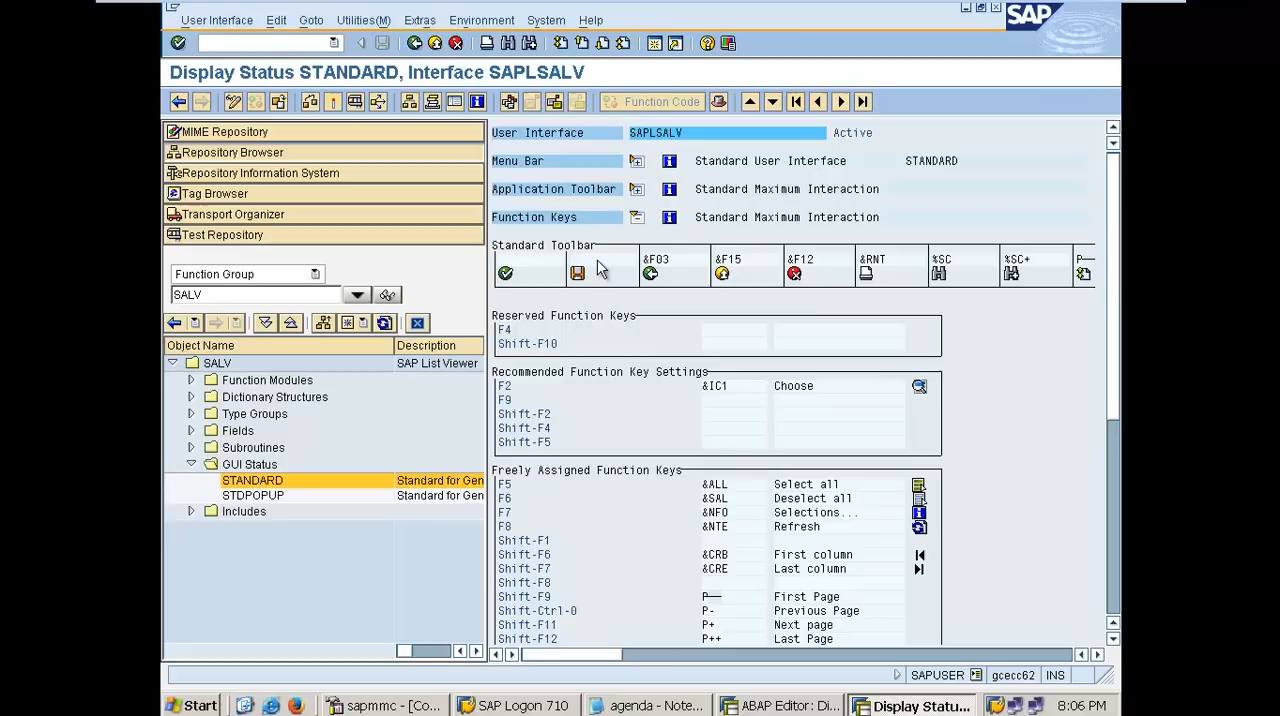 User Interface Edit Goto Utilities(M) Extras Environment System Help
SAP
Display Status STANDARD, Interface SAPLSALV
Function Code
MIME Repository
Repository Browser
Repository Information System
Tag Browser
Transport Organizer
Test Repository
Function Group
SALV
Object Name Description
SALV SAP List Viewer
Function Modules
Dictionary Structures
Type Groups
Fields
Subroutines
GUI Status
STANDARD Standard for Gen
STDPOPUP Standard for Gen
Includes
User Interface SAPLSALV Active
Menu Bar Standard User Interface STANDARD
Application Toolbar Standard Maximum Interaction
Function Keys Standard Maximum Interaction
Standard Toolbar
&F03 &F15 &F12 &RNT %SC %SC+ P--
Reserved Function Keys
F4
Shift-F10
Recommended Function Key Settings
F2 &IC1 Choose
F9
Shift-F2
Shift-F4
Shift-F5
Freely Assigned Function Keys
F5 &ALL Select all
F6 &SAL Deselect all
F7 &NFO Selections...
F8 &NTE Refresh
Shift-F1
Shift-F6 &CRB First column
Shift-F7 &CRE Last column
Shift-F8
Shift-F9 P-- First Page
Shift-Ctrl-0 P- Previous Page
Shift-F11 P+ Next page
Shift-F12 P++ Last Page
SAPUSER gcecc62 INS
Start sapmmc - [Co... SAP Logon 710 agenda - Note... ABAP Editor: Di... Display Statu... 8:06 PM